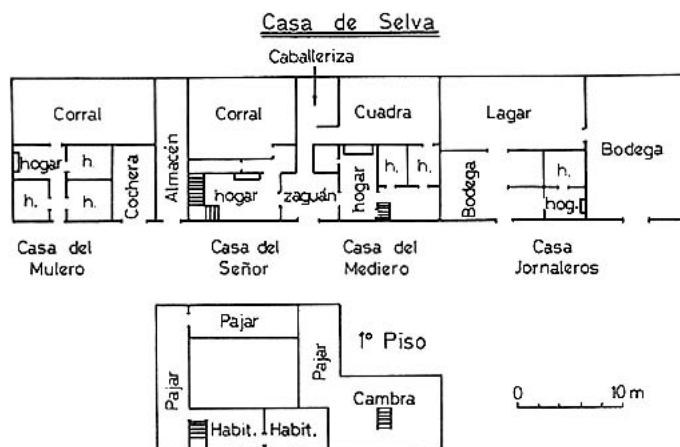 Casa de Selva
Caballeriza
Corral
Corral
Cuadra
Lagar
Bodega
hogar
h.
h.
h.
Cochera
Almacén
hogar
zaguán
hogar
h.
h.
Bodega
h.
hog.
Casa del
Mulero
Casa del
Señor
Casa del
Mediero
Casa
Jornaleros
Pajar
Pajar
Pajar
1º Piso
Cambra
Habit.
Habit.
0 10 m